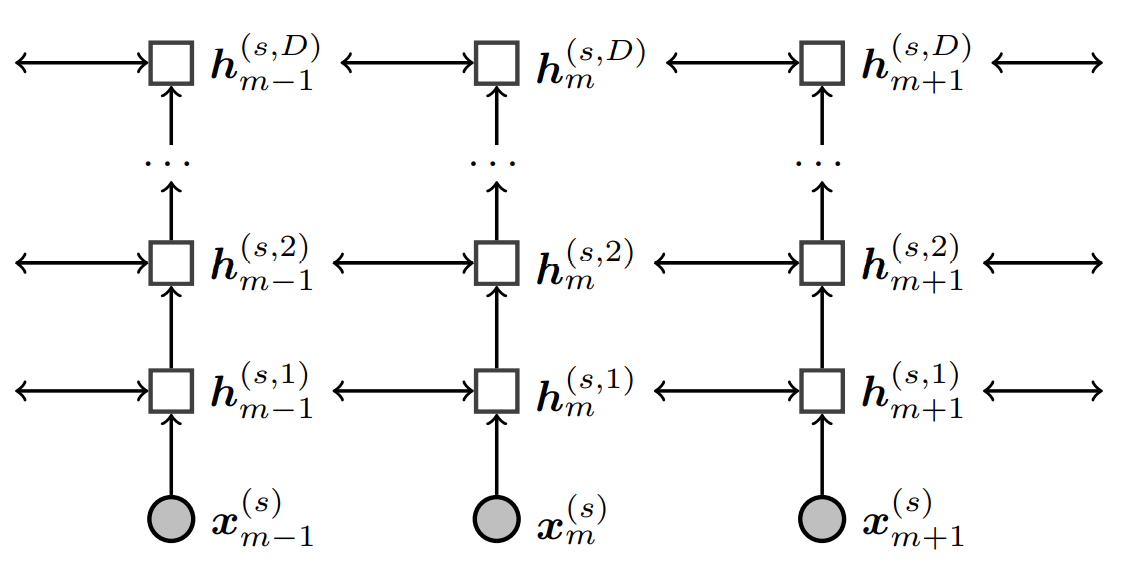 h_{m-1}^{(s,D)} h_m^{(s,D)} h_{m+1}^{(s,D)}
... ... ...
h_{m-1}^{(s,2)} h_m^{(s,2)} h_{m+1}^{(s,2)}
h_{m-1}^{(s,1)} h_m^{(s,1)} h_{m+1}^{(s,1)}
x_{m-1}^{(s)} x_m^{(s)} x_{m+1}^{(s)}